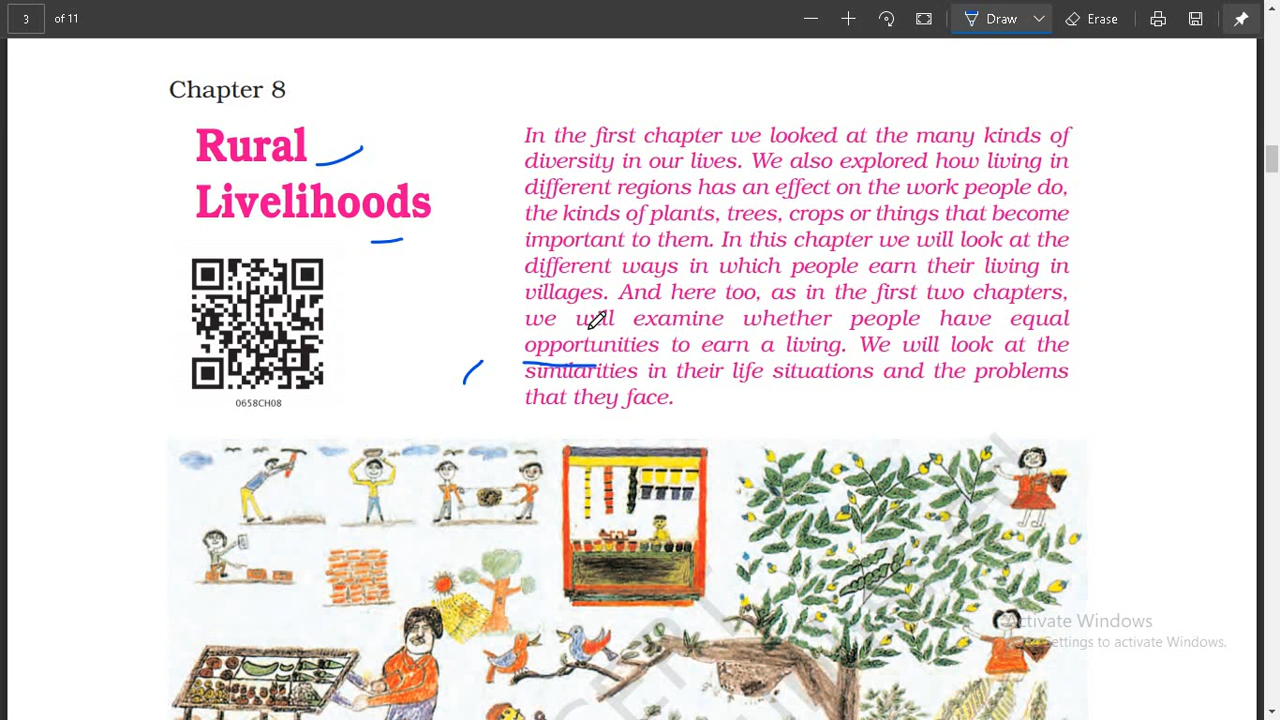 3 of 11 Draw Erase
Chapter 8
Rural
Livelihoods
0658CH08
In the first chapter we looked at the many kinds of
diversity in our lives. We also explored how living in
different regions has an effect on the work people do,
the kinds of plants, trees, crops or things that become
important to them. In this chapter we will look at the
different ways in which people earn their living in
villages. And here too, as in the first two chapters,
we will examine whether people have equal
opportunities to earn a living. We will look at the
similarities in their life situations and the problems
that they face.
Activate Windows
Settings to activate Windows.